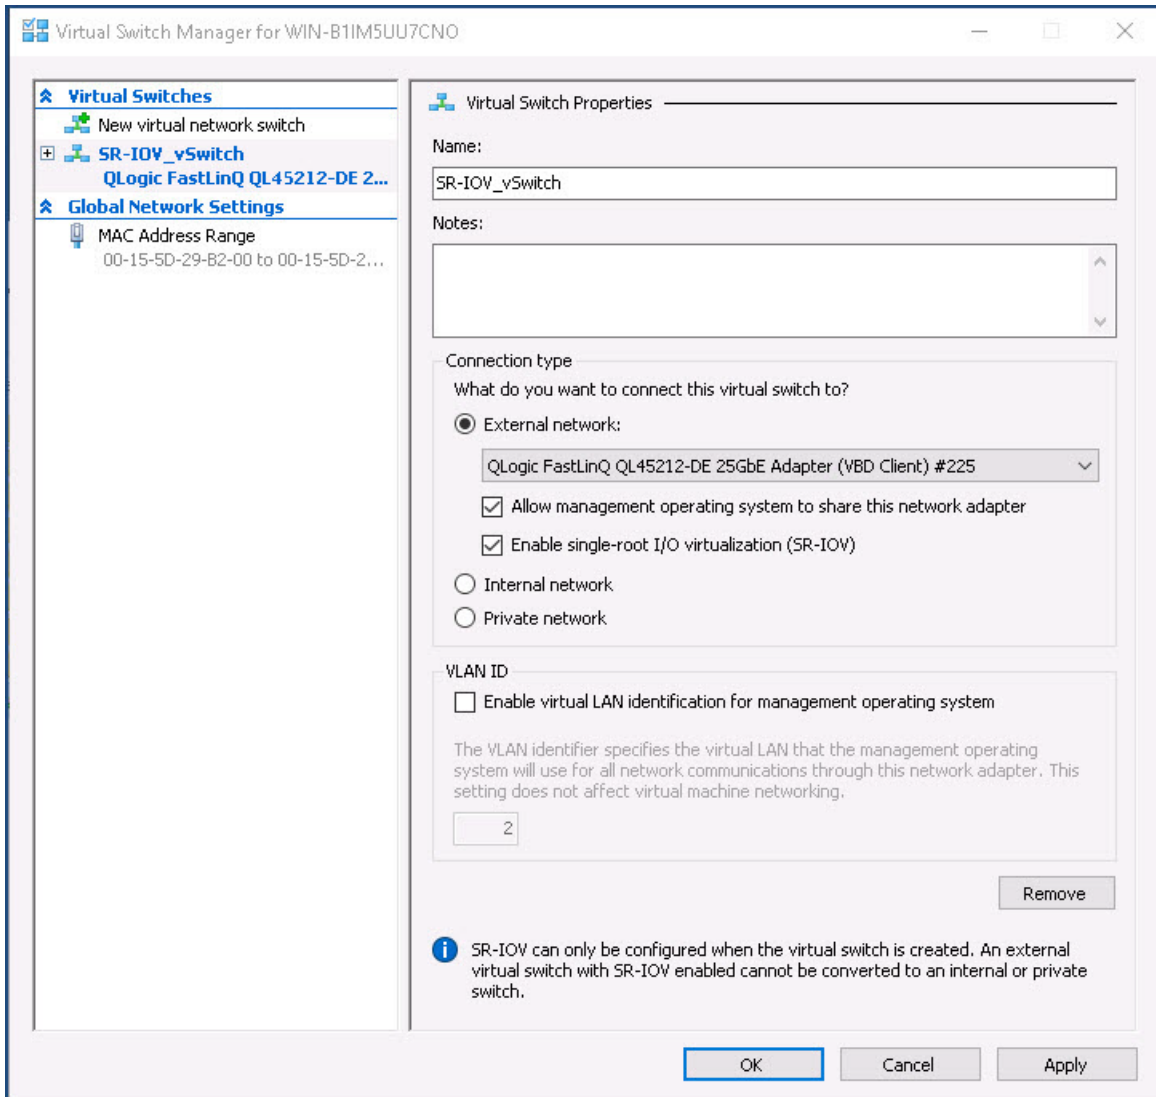 Virtual Switch Manager for WIN-B1IM5UU7CNO
Virtual Switches
New virtual network switch
SR-IOV_vSwitch
QLogic FastLinQ QL45212-DE 2...
Global Network Settings
MAC Address Range
00-15-5D-29-B2-00 to 00-15-5D-2...
Virtual Switch Properties
Name:
SR-IOV_vSwitch
Notes:
Connection type
What do you want to connect this virtual switch to?
External network:
QLogic FastLinQ QL45212-DE 25GbE Adapter (VBD Client) #225
Allow management operating system to share this network adapter
Enable single-root I/O virtualization (SR-IOV)
Internal network
Private network
VLAN ID
Enable virtual LAN identification for management operating system
The VLAN identifier specifies the virtual LAN that the management operating
system will use for all network communications through this network adapter. This
setting does not affect virtual machine networking.
2
Remove
SR-IOV can only be configured when the virtual switch is created. An external
virtual switch with SR-IOV enabled cannot be converted to an internal or private
switch.
OK
Cancel
Apply